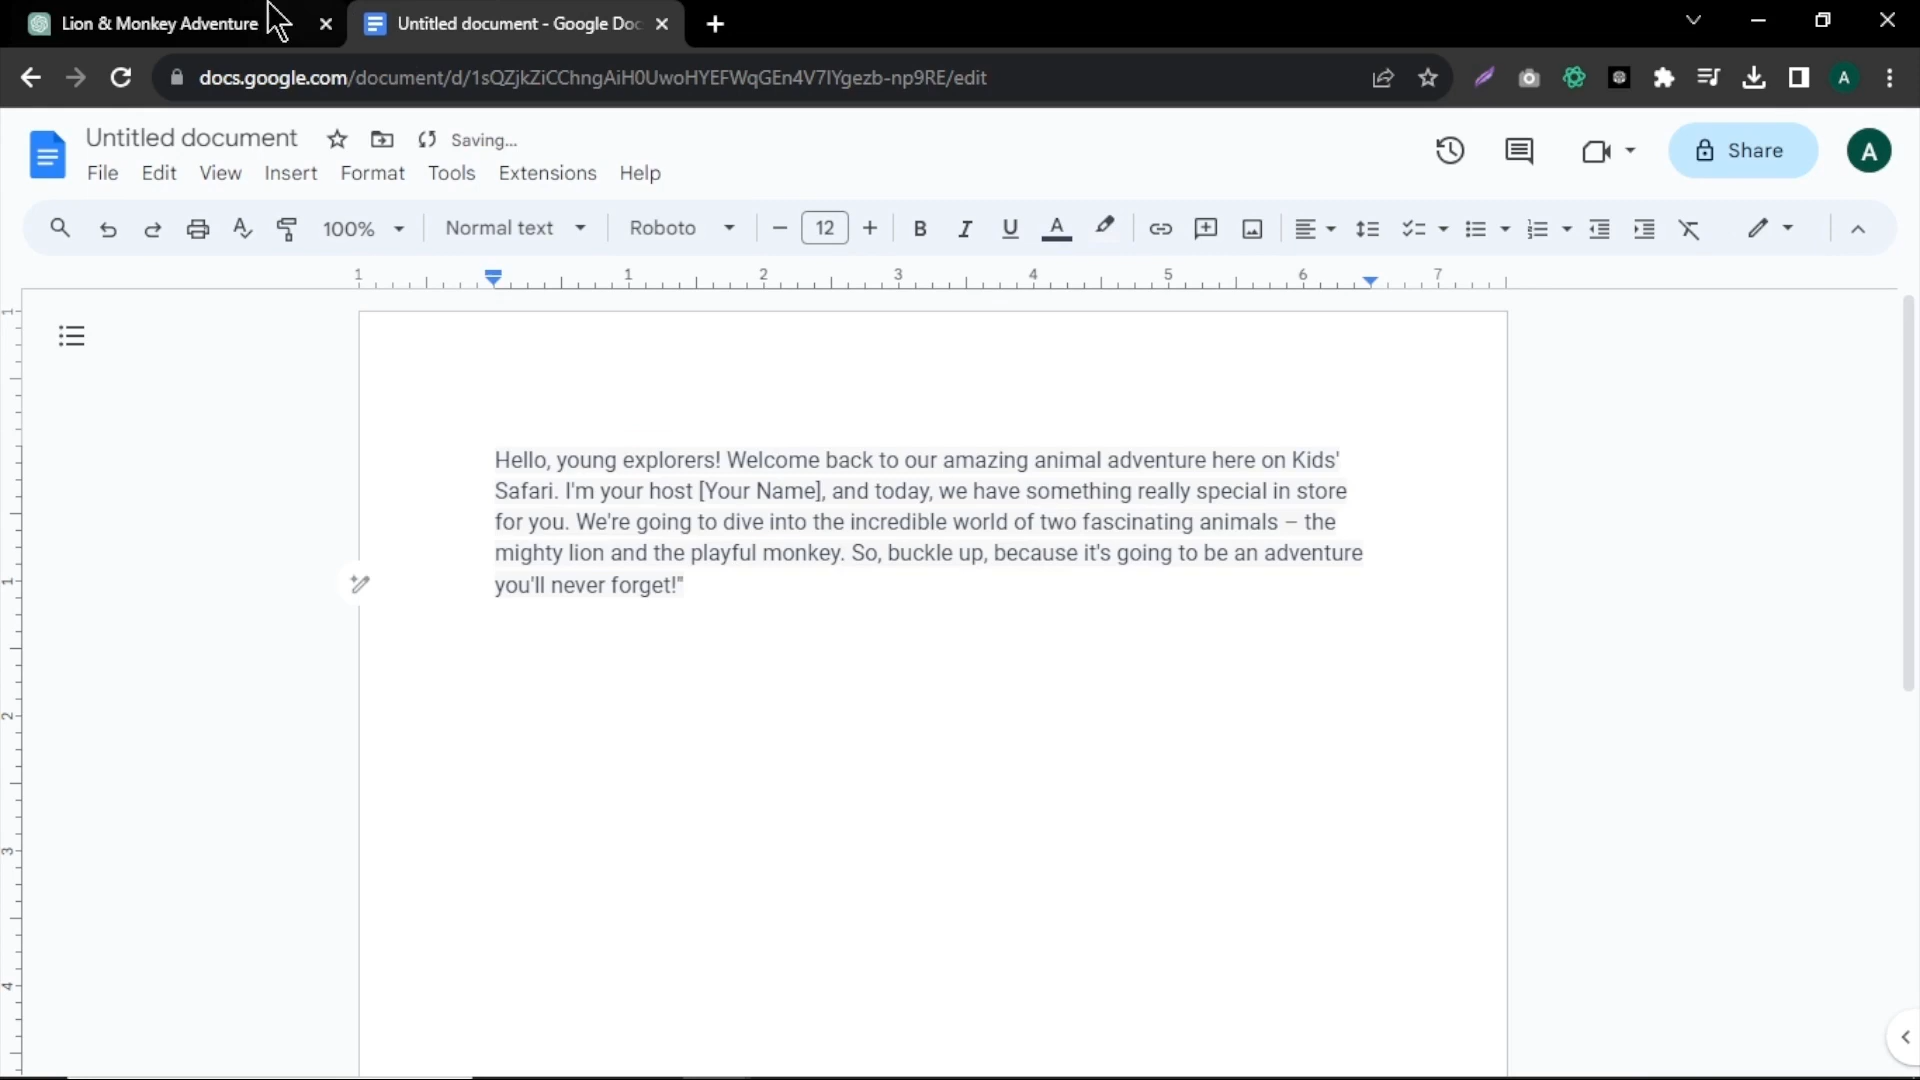 Lion & Monkey Adventure
Untitled document - Google Doc
docs.google.com/document/d/1sQZjkZiCChngAiH0UwoHYEFWqGEn4V7IYgezb-np9RE/edit
A
Untitled document
Saving...
File Edit View Insert Format Tools Extensions Help
Share
A
100%
Normal text
Roboto
12
B I U A
1 1 2 3 4 5 6 7
1
Hello, young explorers! Welcome back to our amazing animal adventure here on Kids'
Safari. I'm your host [Your Name], and today, we have something really special in store
for you. We're going to dive into the incredible world of two fascinating animals – the
mighty lion and the playful monkey. So, buckle up, because it's going to be an adventure
you'll never forget!"
1
2
3
4